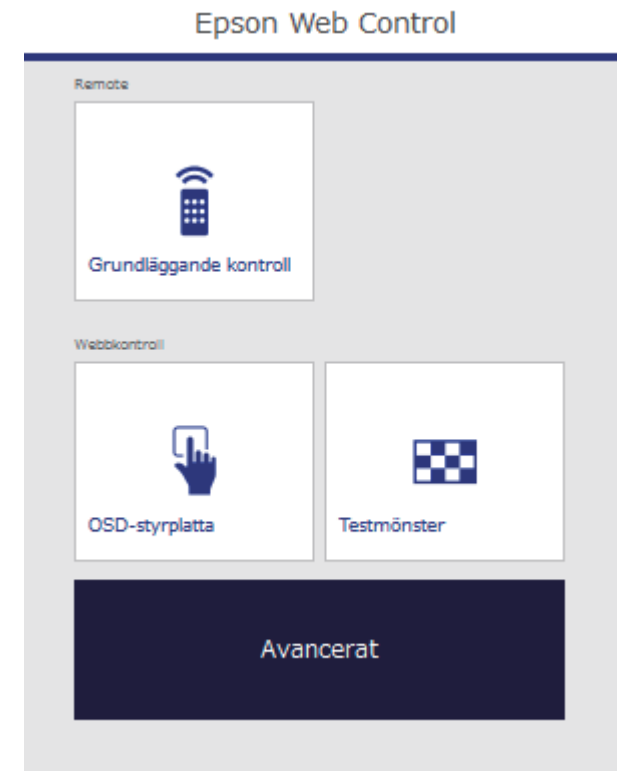 Epson Web Control
Remote
Grundläggande kontroll
Webbkontroll
OSD-styrplatta
Testmönster
Avancerat